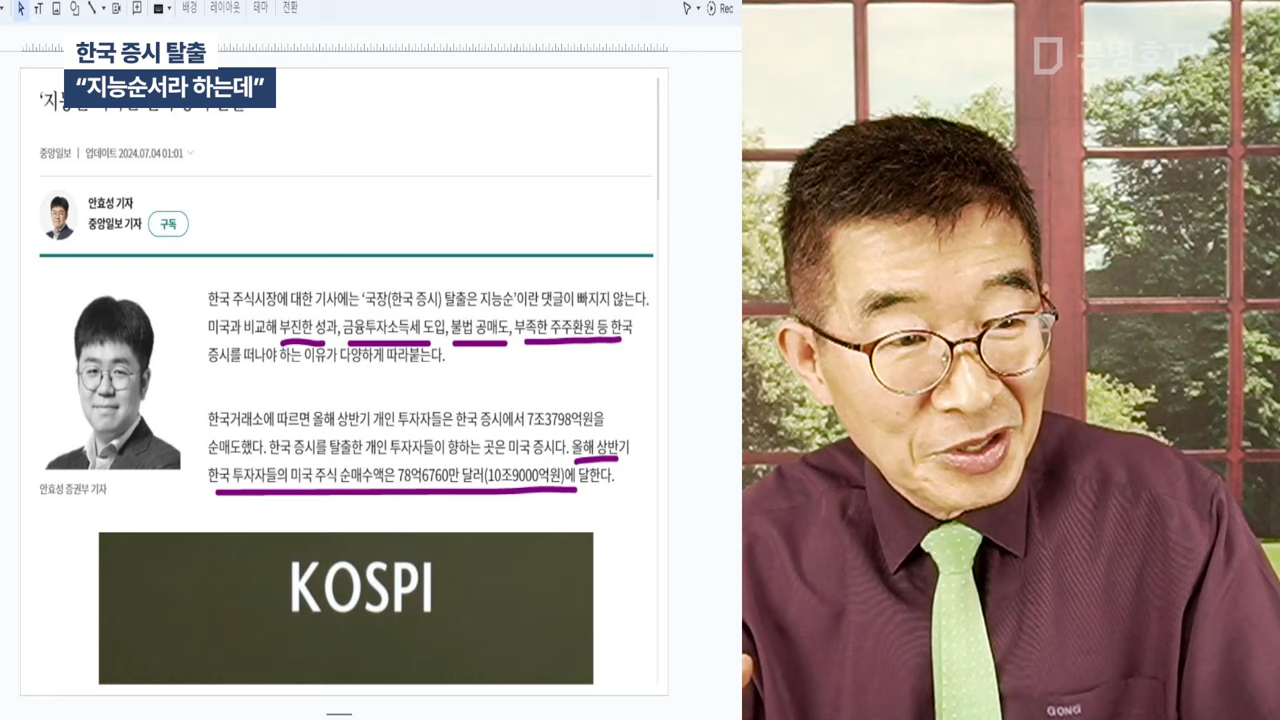 배경 레이아웃 테마 전환
Rec
한국 증시 탈출
“지능순서라 하는데”
공병호TV
중앙일보 | 업데이트 2024.07.04 01:01
안효성 기자
중앙일보 기자 구독
한국 주식시장에 대한 기사에는 ‘국장(한국 증시) 탈출은 지능순’이란 댓글이 빠지지 않는다.
미국과 비교해 부진한 성과, 금융투자소득세 도입, 불법 공매도, 부족한 주주환원 등 한국
증시를 떠나야 하는 이유가 다양하게 따라붙는다.
한국거래소에 따르면 올해 상반기 개인 투자자들은 한국 증시에서 7조3798억원을
순매도했다. 한국 증시를 탈출한 개인 투자자들이 향하는 곳은 미국 증시다. 올해 상반기
한국 투자자들의 미국 주식 순매수액은 78억6760만 달러(10조9000억원)에 달한다.
안효성 증권부 기자
KOSPI
GONG